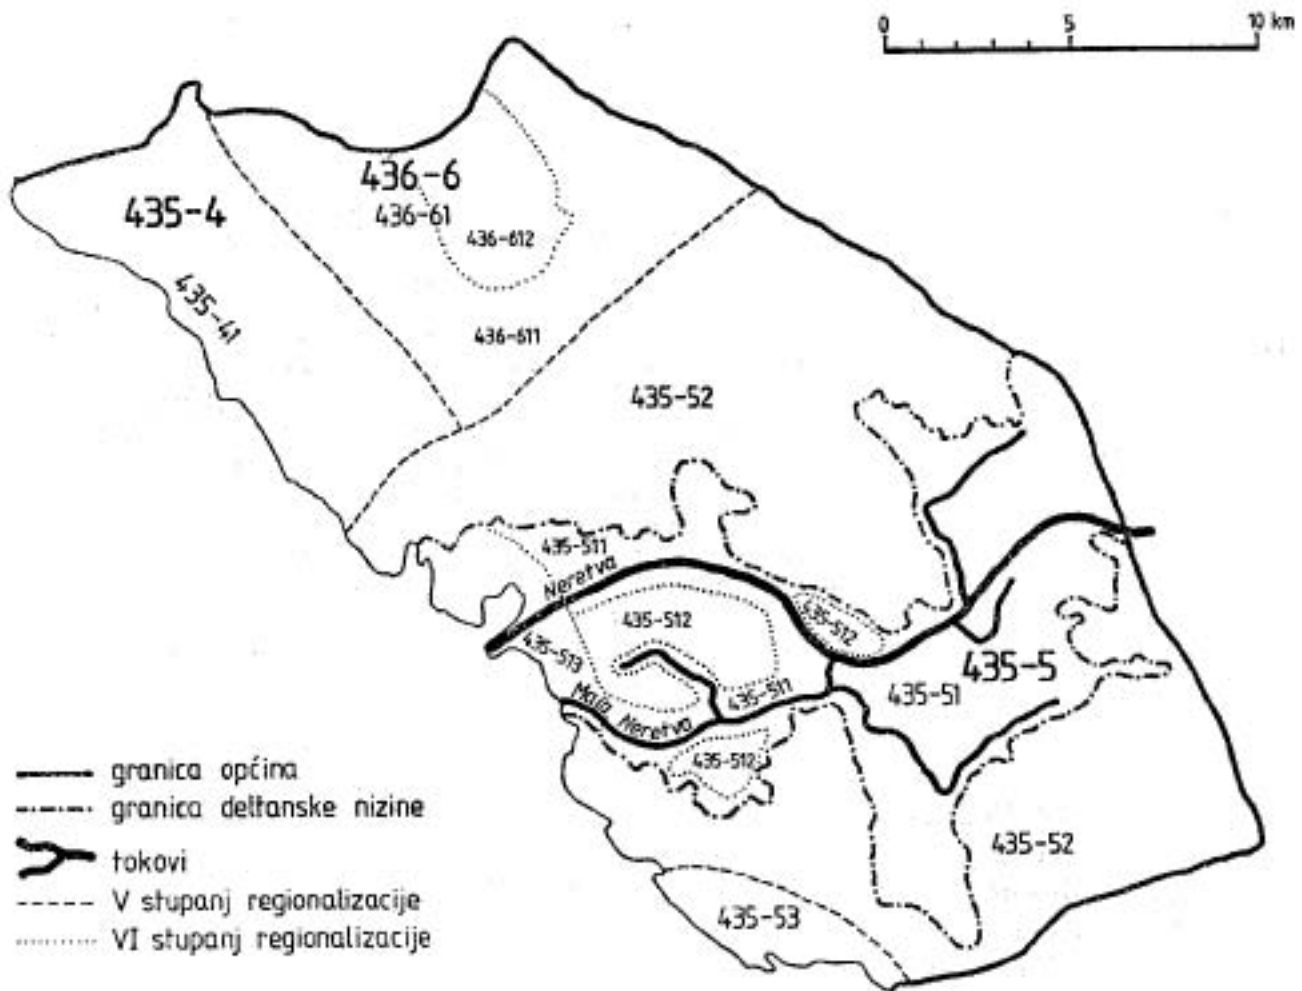 0 5 10 km
436-6
435-4
436-61
436-612
435-41
436-611
435-52
435-511
Neretva
435-512
435-512
435-513
435-5
435-51
435-511
Mala Neretva
435-512
granica općina
granica deltanske nizine
435-52
tokovi
V stupanj regionalizacije
435-53
VI stupanj regionalizacije